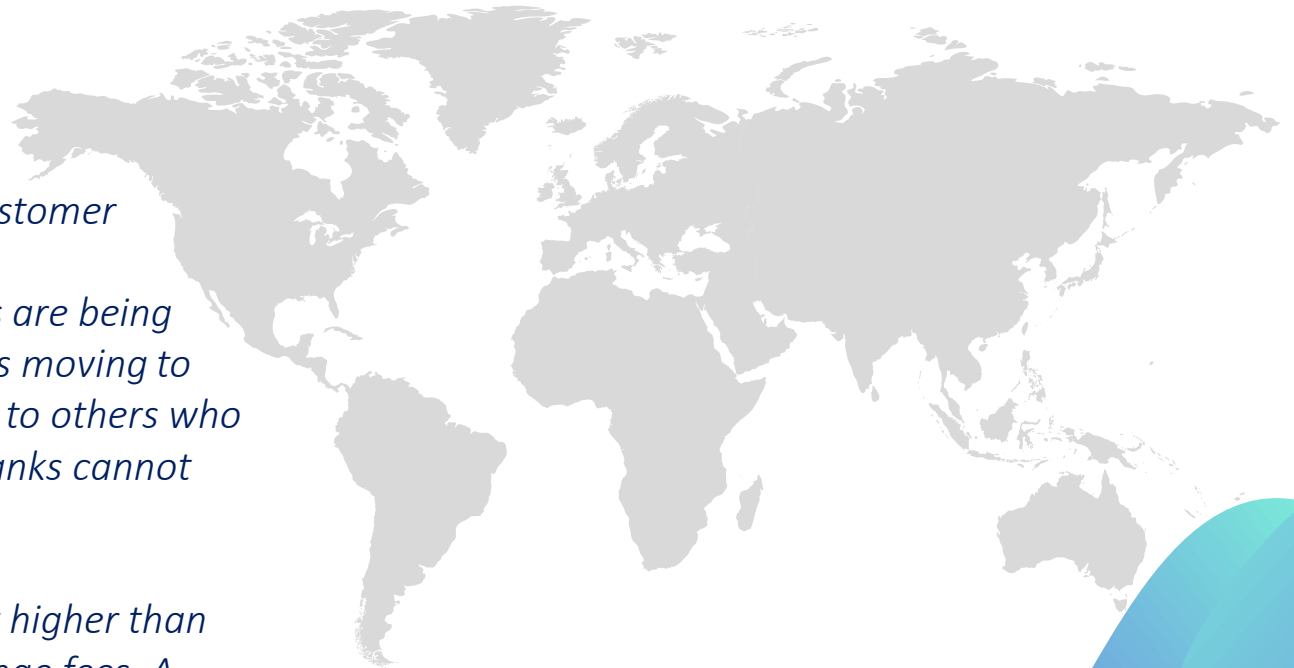 stomer
are being
s moving to
to others who
anks cannot
higher than